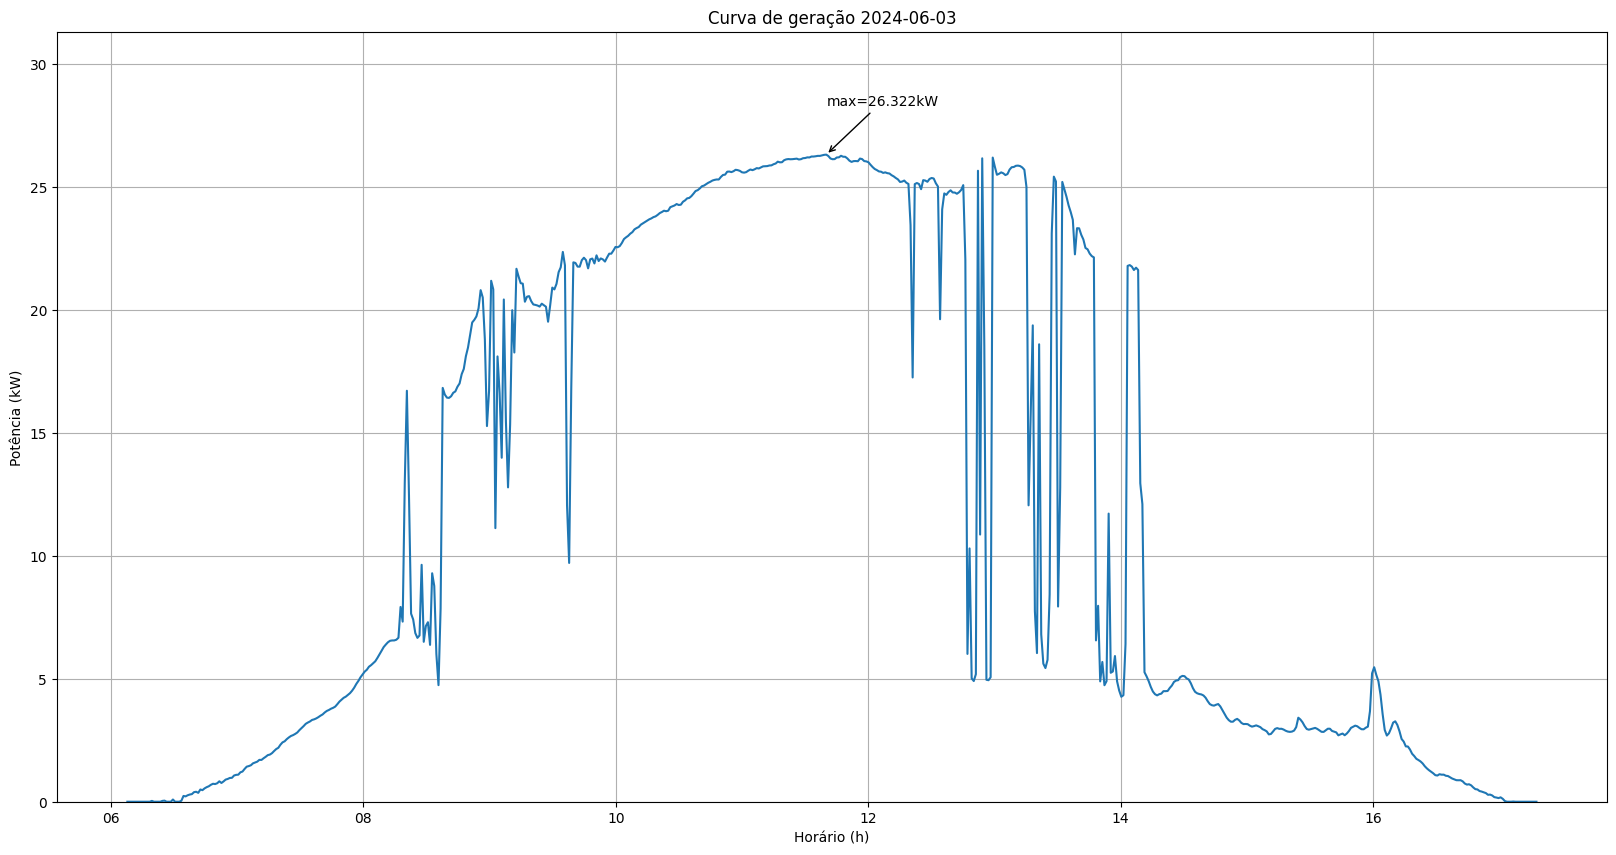 Curva de geração 2024-06-03
30
max=26.322kW
25
20
15
10
5
0
Potência (kW)
06 08 10 12 14 16
Horário (h)